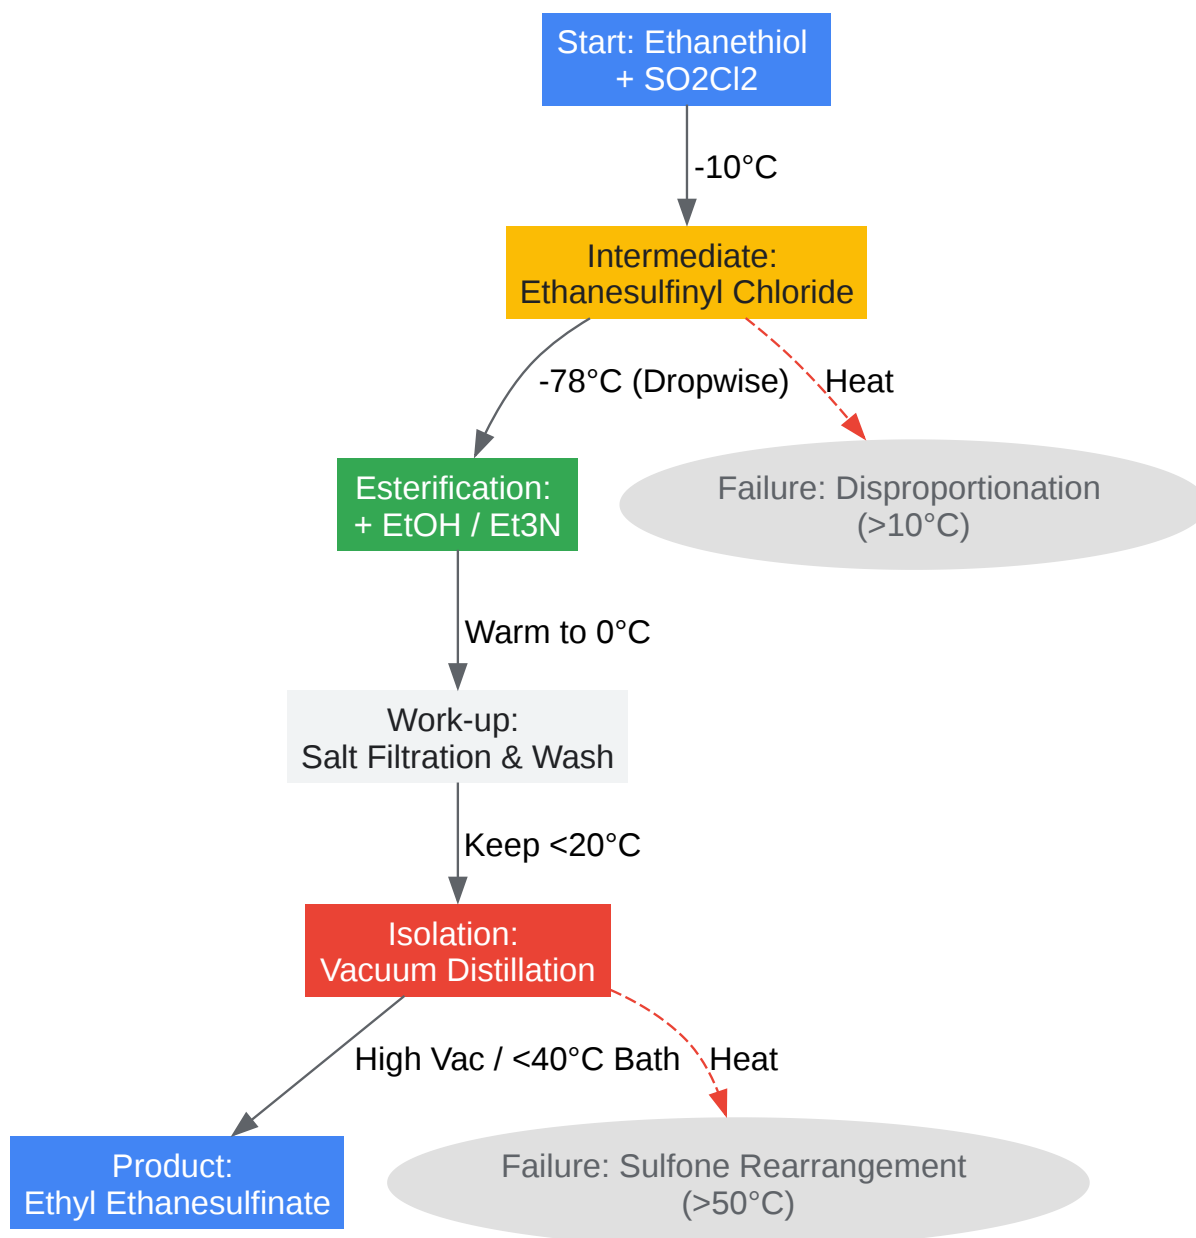 Start: Ethanethiol
+ SO2Cl2
-10°C
Intermediate:
Ethanesulfinyl Chloride
-78°C (Dropwise)
Heat
Esterification:
+ EtOH / Et3N
Failure: Disproportionation
(>10°C)
Warm to 0°C
Work-up:
Salt Filtration & Wash
Keep <20°C
Isolation:
Vacuum Distillation
High Vac / <40°C Bath
Heat
Product:
Ethyl Ethanesulfinate
Failure: Sulfone Rearrangement
(>50°C)